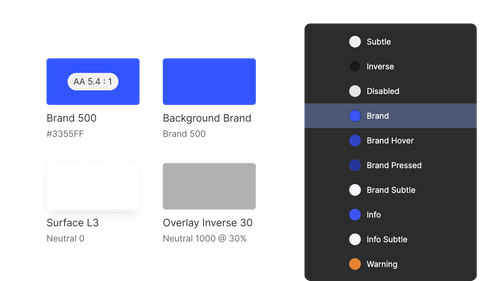 AA 5.4 : 1
Brand 500
#3355FF
Background Brand
Brand 500
Surface L3
Neutral 0
Overlay Inverse 30
Neutral 1000 @ 30%
Subtle
Inverse
Disabled
Brand
Brand Hover
Brand Pressed
Brand Subtle
Info
Info Subtle
Warning